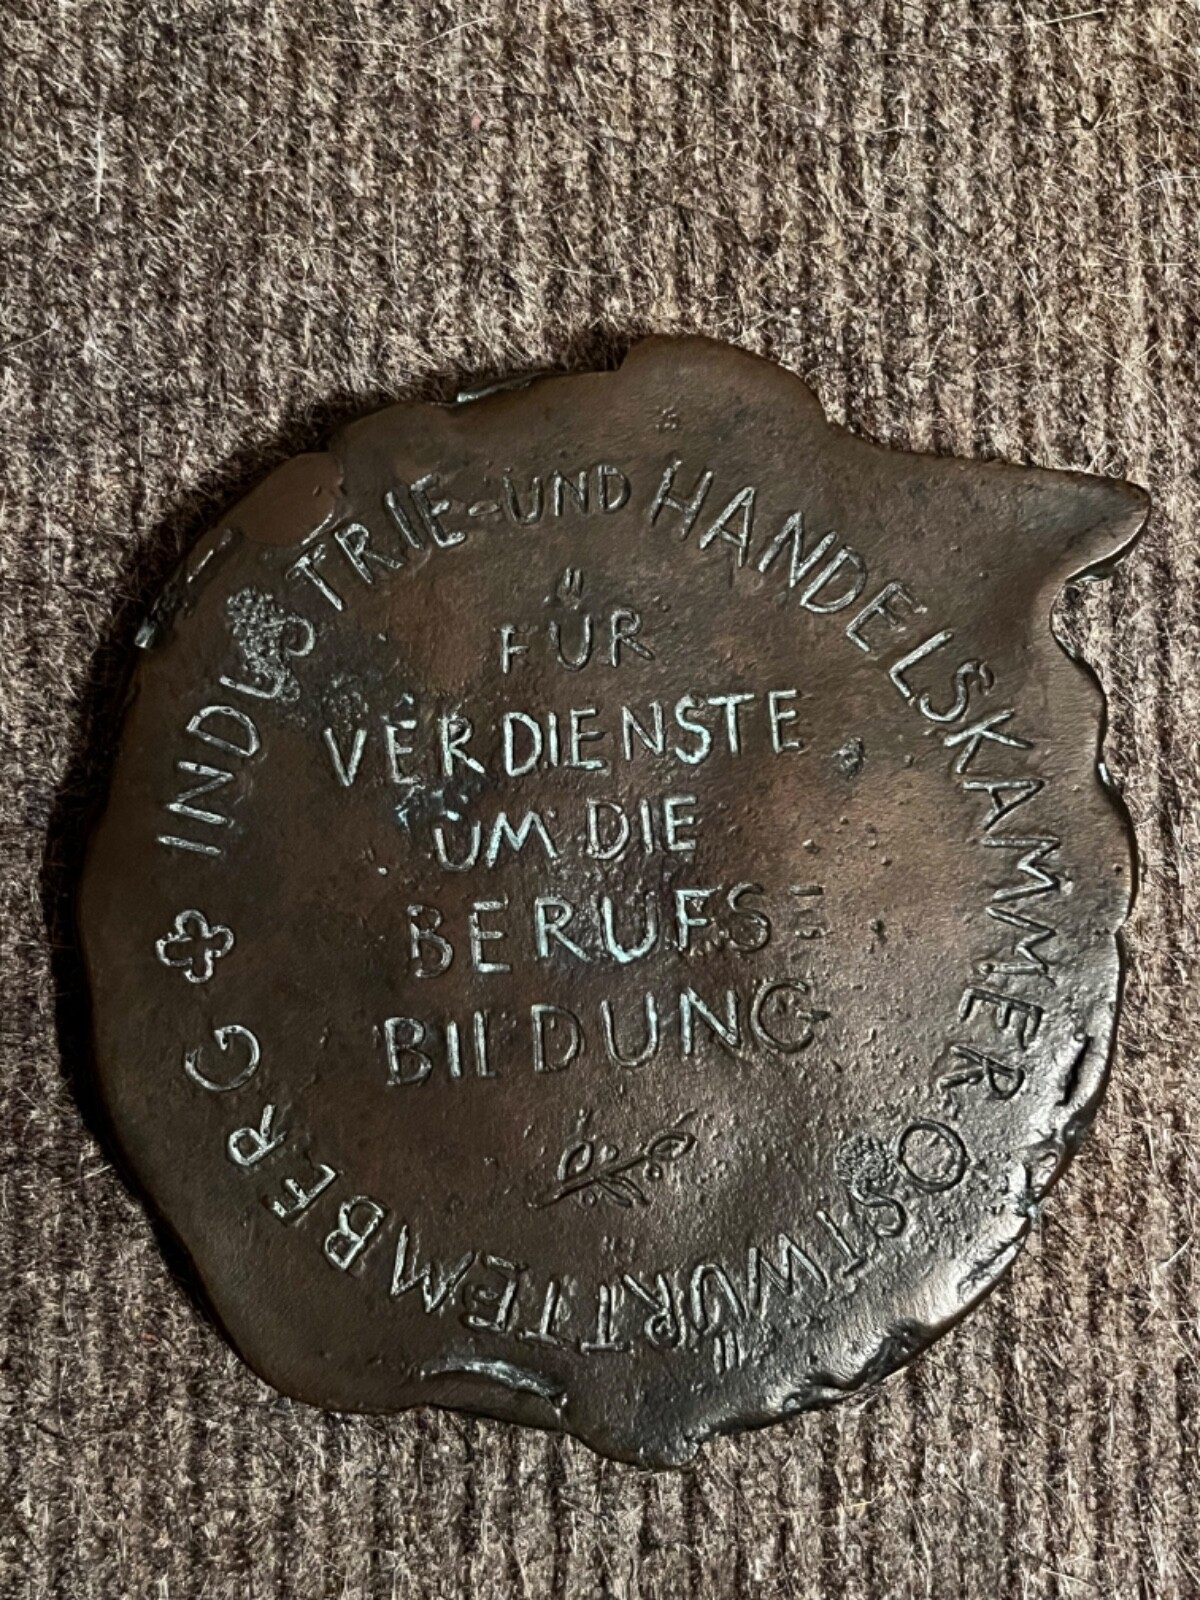 INDUSTRIE-UND HANDELSKAMMER OSTWÜRTTEMBERG
FÜR
VERDIENSTE
UM DIE
BERUFS=
BILDUNG